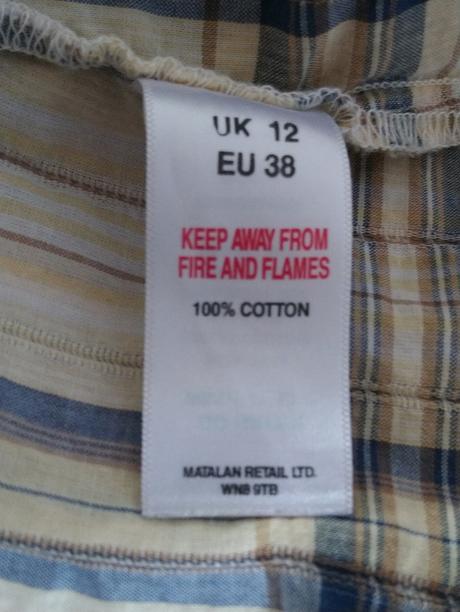 UK 12
EU 38
KEEP AWAY FROM
FIRE AND FLAMES
100% COTTON
MATALAN RETAIL LTD.
WN8 9TB